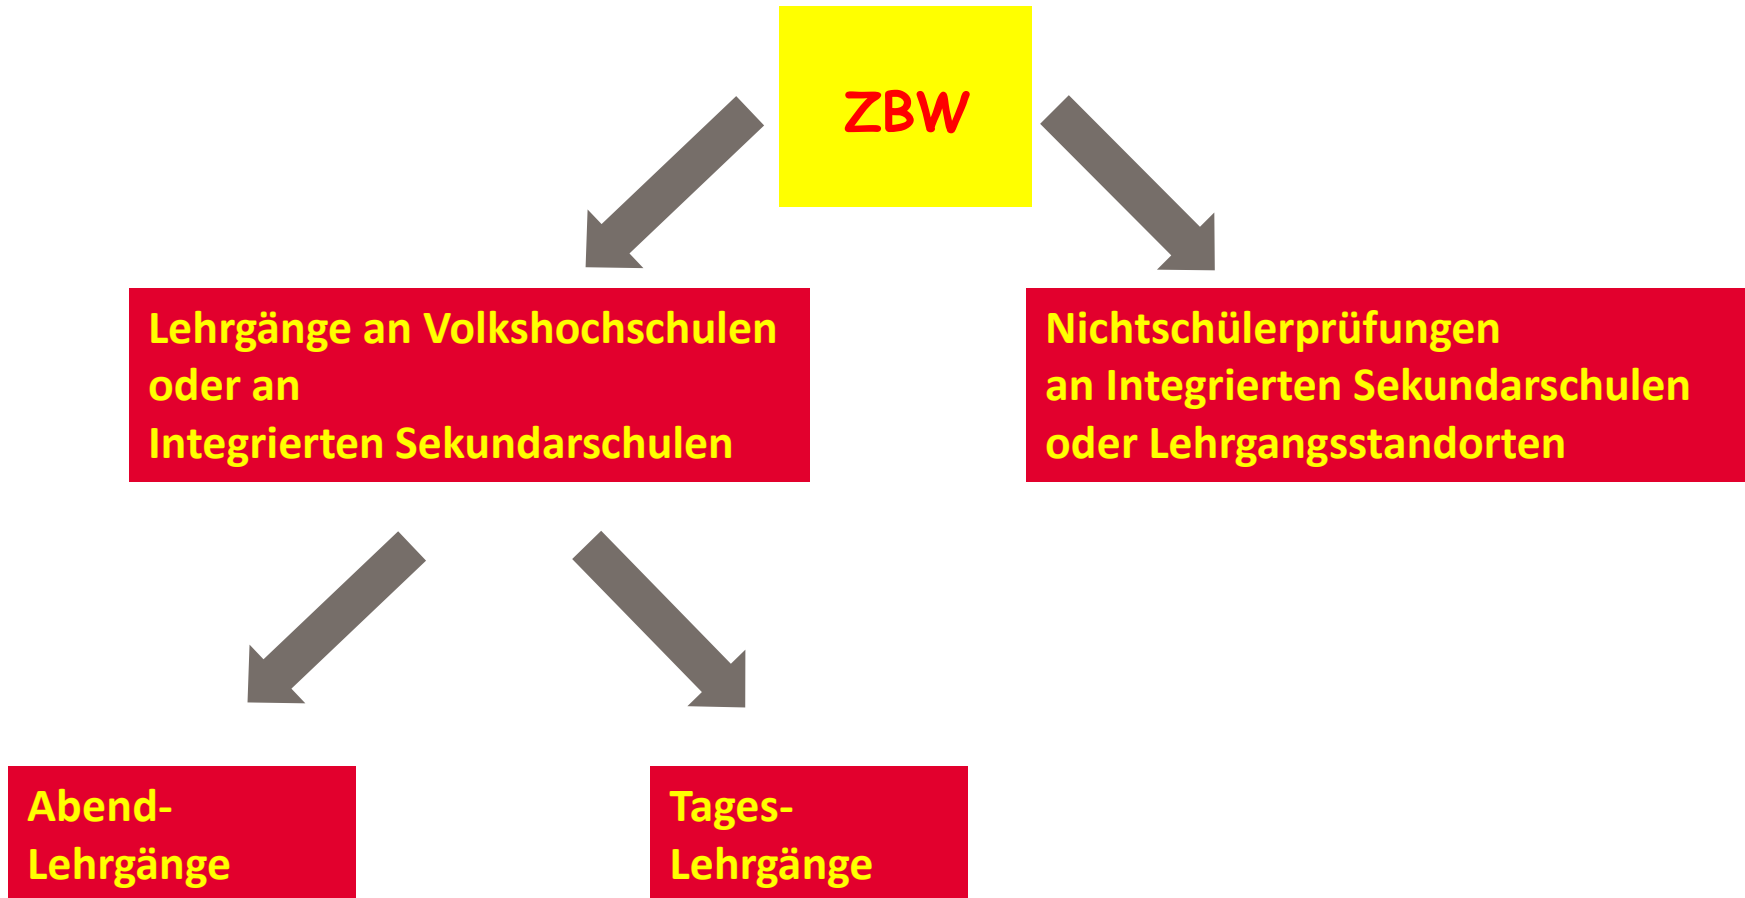 ZBW
Lehrgänge an Volkshochschulen
oder an
Integrierten Sekundarschulen
Nichtschülerprüfungen
an Integrierten Sekundarschulen
oder Lehrgangsstandorten
Abend-
Lehrgänge
Tages-
Lehrgänge